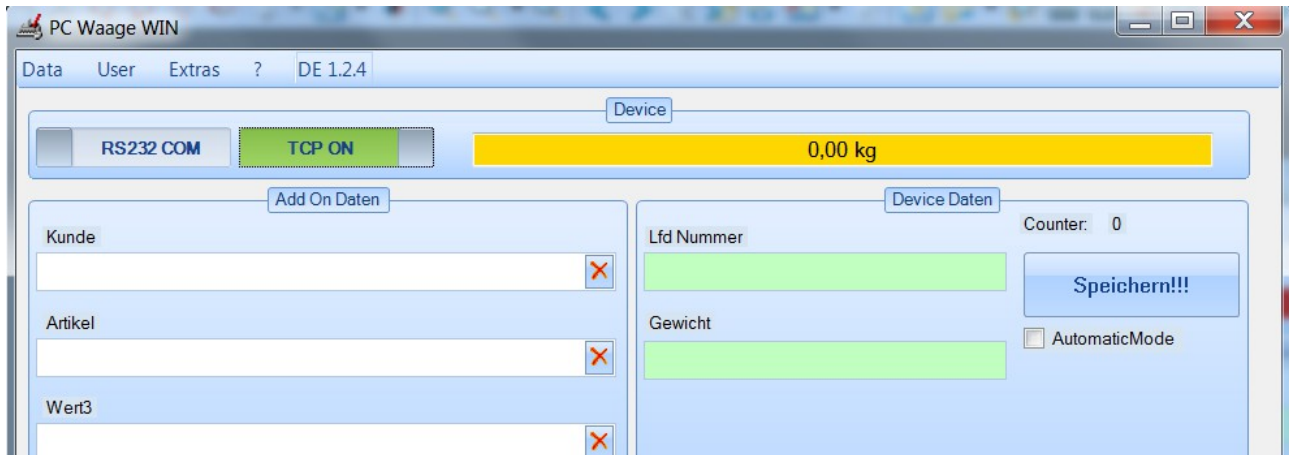 PC Waage WIN
Data User Extras ? DE 1.2.4
Device
RS232 COM TCP ON 0,00 kg
Add On Daten
Kunde
Artikel
Wert3
Device Daten
Lfd Nummer
Gewicht
Counter: 0
Speichern!!!
AutomaticMode